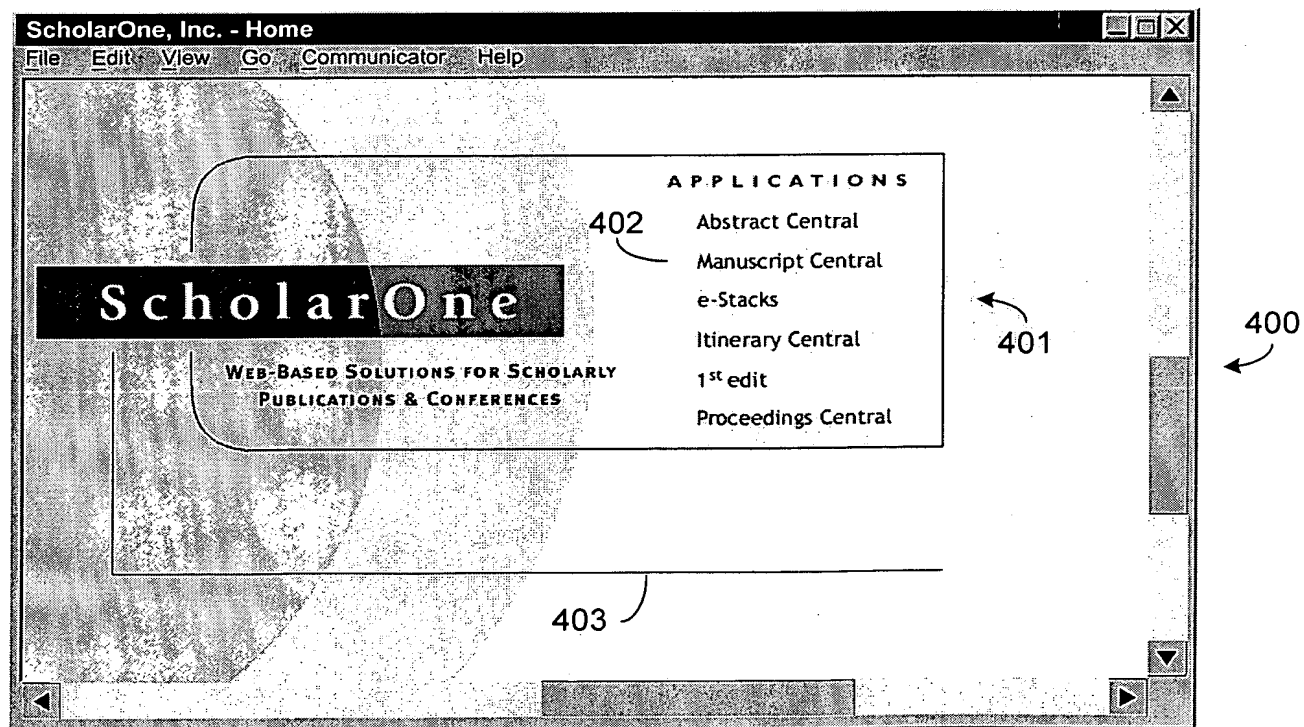 ScholarOne, Inc. - Home
File Edit View Go Communicator Help
APPLICATIONS
402
Abstract Central
Manuscript Central
e-Stacks
Itinerary Central
1st edit
Proceedings Central
401
400
ScholarOne
WEB-BASED SOLUTIONS FOR SCHOLARLY
PUBLICATIONS & CONFERENCES
403